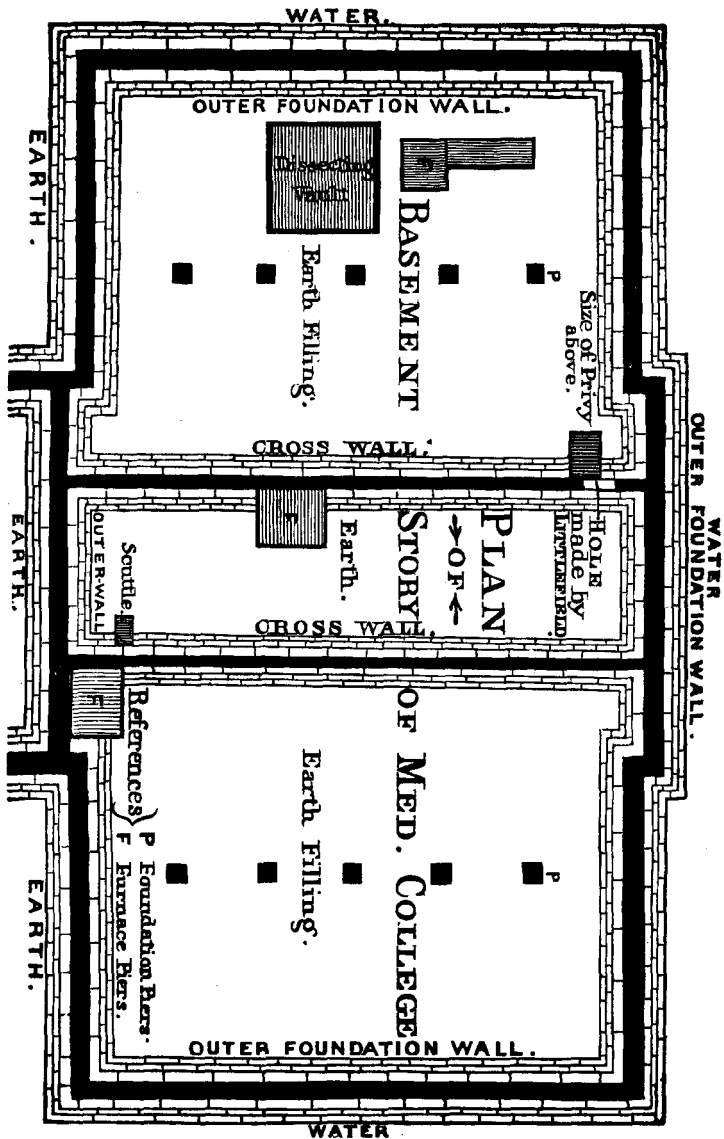 WATER.
OUTER FOUNDATION WALL.
EARTH.
Dissecting
Vault
F
BASEMENT
P
Earth Filling.
Size of Privy
above.
CROSS WALL.
WATER
OUTER FOUNDATION WALL.
HOLE
made by
LITTLEFIELD.
PLAN
OF
STORY
F
Earth.
OUTER-WALL
EARTH.
Scuttle.
CROSS WALL.
F
OF MED. COLLEGE
Earth Filling.
References
P Foundation Piers.
F Furnace Piers.
P
EARTH.
OUTER FOUNDATION WALL.
WATER